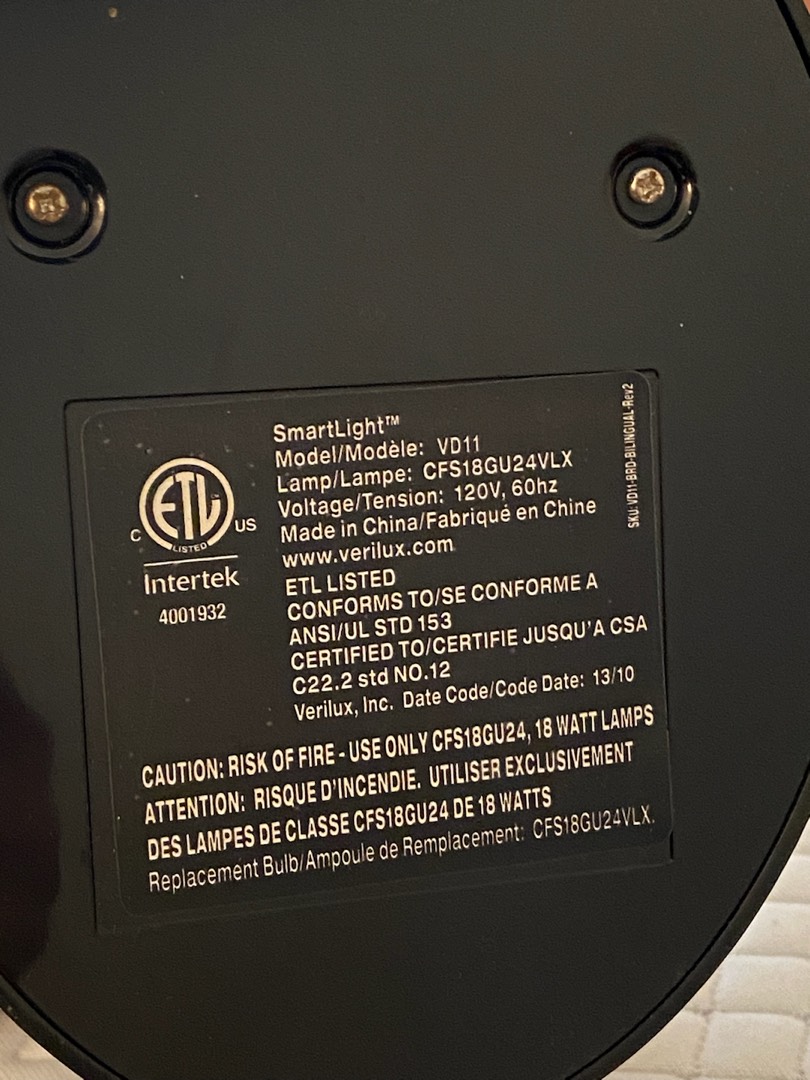 SmartLight™
Model/Modèle: VD11
Lamp/Lampe: CFS18GU24VLX
Voltage/Tension: 120V, 60hz
Made in China/Fabriqué en Chine
www.verilux.com
ETL LISTED
CONFORMS TO/SE CONFORME A
ANSI/UL STD 153
CERTIFIED TO/CERTIFIE JUSQU'A CSA
C22.2 std NO.12
Verilux, Inc. Date Code/Code Date: 13/10
C ETL US
LISTED
Intertek
4001932
SKU: VD11-BRD-BILINGUAL-Rev2
CAUTION: RISK OF FIRE - USE ONLY CFS18GU24, 18 WATT LAMPS
ATTENTION: RISQUE D'INCENDIE. UTILISER EXCLUSIVEMENT
DES LAMPES DE CLASSE CFS18GU24 DE 18 WATTS
Replacement Bulb/Ampoule de Remplacement: CFS18GU24VLX.